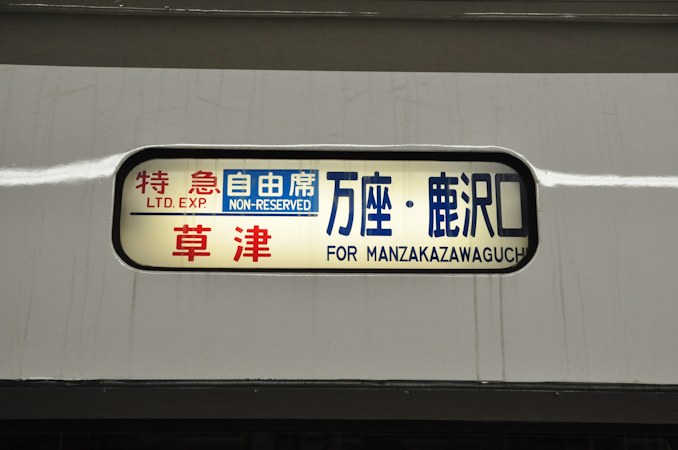 特急 自由席
LTD. EXP. NON-RESERVED
草津
万座・鹿沢口
FOR MANZAKAZAWAGUCHI